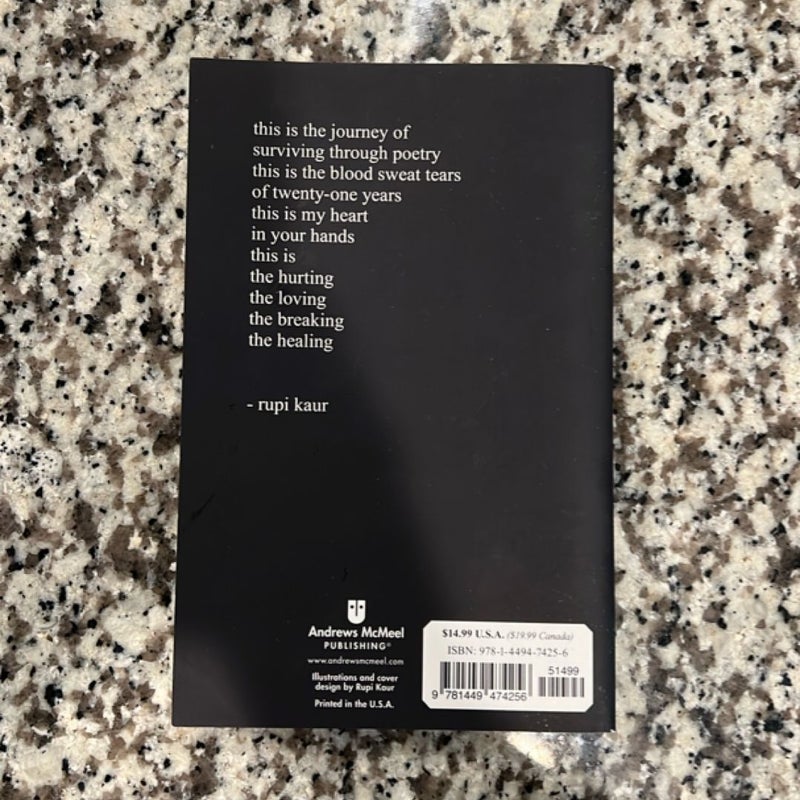 this is the journey of
surviving through poetry
this is the blood sweat tears
of twenty-one years
this is my heart
in your hands
this is
the hurting
the loving
the breaking
the healing
- rupi kaur
Andrews McMeel
PUBLISHING®
www.andrewsmcmeel.com
Illustrations and cover
design by Rupi Kaur
Printed in the U.S.A.
$14.99 U.S.A. ($19.99 Canada)
ISBN: 978-1-4494-7425-6
51499
9 781449 474256